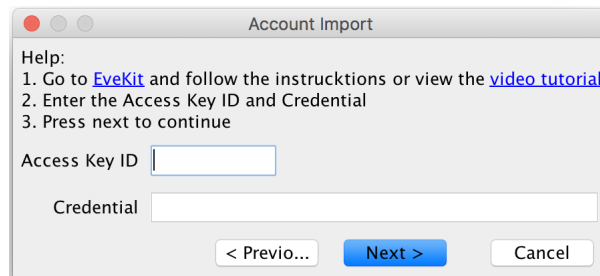 Account Import
Help:
1. Go to EveKit and follow the instrucktions or view the video tutorial
2. Enter the Access Key ID and Credential
3. Press next to continue
Access Key ID
Credential
< Previo... Next > Cancel